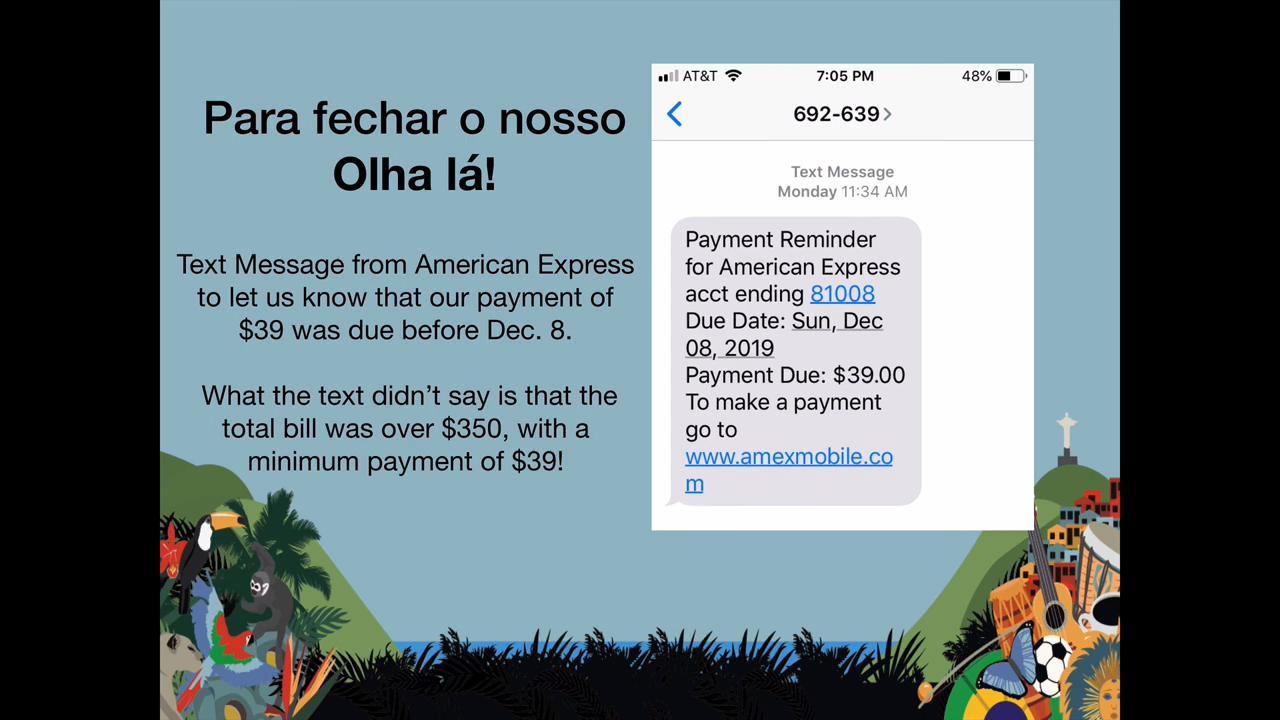 Para fechar o nosso
Olha lá!
Text Message from American Express
to let us know that our payment of
$39 was due before Dec. 8.
What the text didn’t say is that the
total bill was over $350, with a
minimum payment of $39!
AT&T 7:05 PM 48%
692-639
Text Message
Monday 11:34 AM
Payment Reminder
for American Express
acct ending 81008
Due Date: Sun, Dec
08, 2019
Payment Due: $39.00
To make a payment
go to
www.amexmobile.co
m